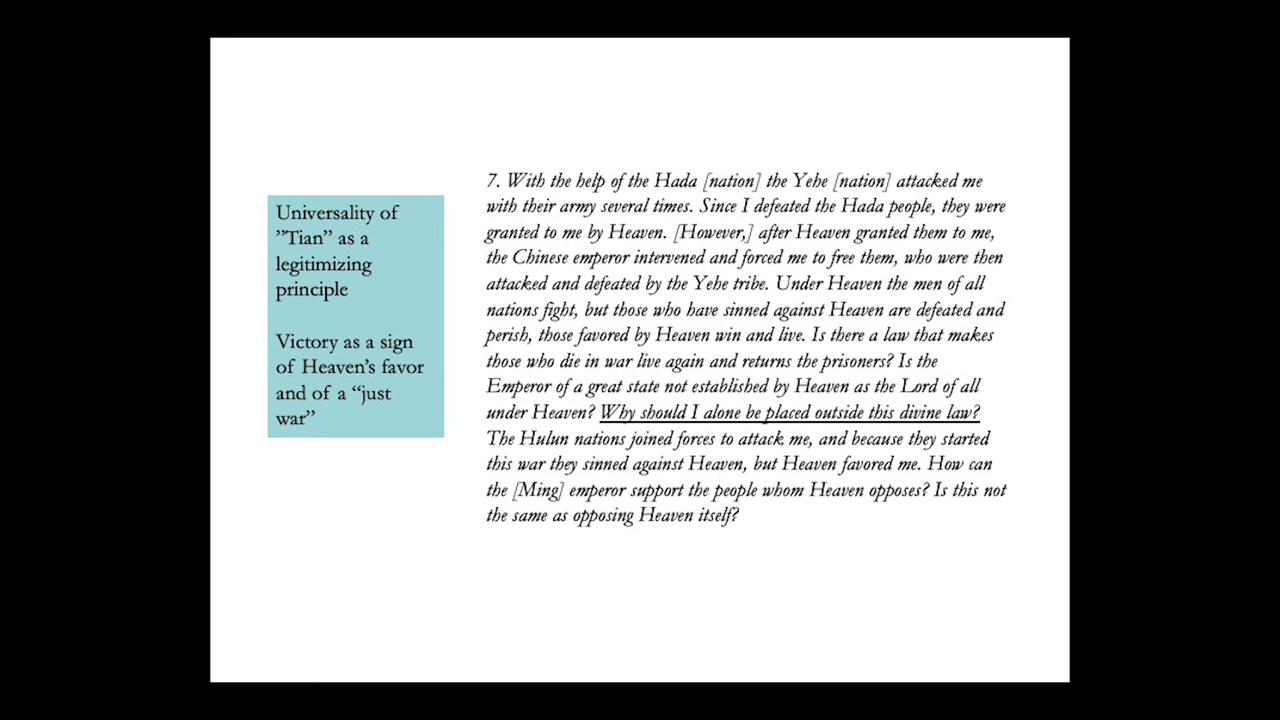 Universality of
”Tian” as a
legitimizing
principle
Victory as a sign
of Heaven’s favor
and of a “just
war”
7. With the help of the Hada [nation] the Yehe [nation] attacked me
with their army several times. Since I defeated the Hada people, they were
granted to me by Heaven. [However,] after Heaven granted them to me,
the Chinese emperor intervened and forced me to free them, who were then
attacked and defeated by the Yehe tribe. Under Heaven the men of all
nations fight, but those who have sinned against Heaven are defeated and
perish, those favored by Heaven win and live. Is there a law that makes
those who die in war live again and returns the prisoners? Is the
Emperor of a great state not established by Heaven as the Lord of all
under Heaven? Why should I alone be placed outside this divine law?
The Hulun nations joined forces to attack me, and because they started
this war they sinned against Heaven, but Heaven favored me. How can
the [Ming] emperor support the people whom Heaven opposes? Is this not
the same as opposing Heaven itself?